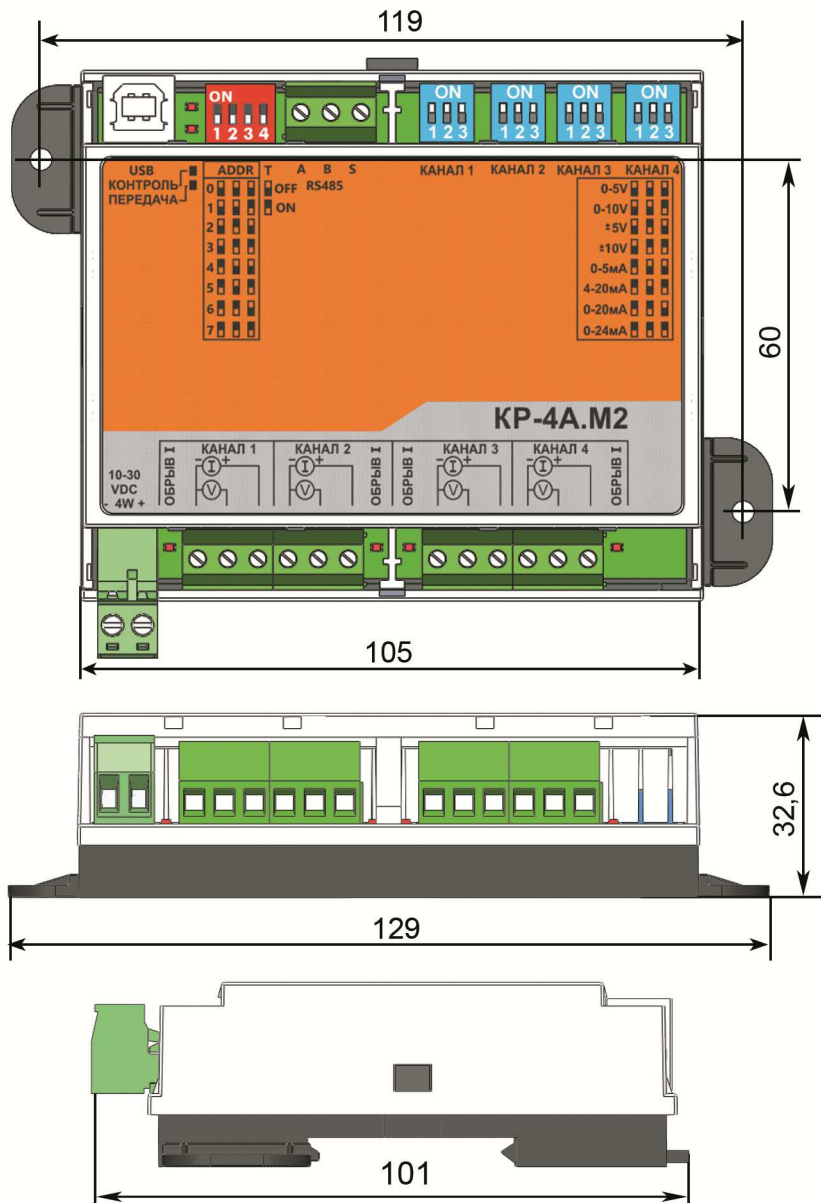 119
ON ON ON ON ON
1 2 3 4 1 2 3 1 2 3 1 2 3 1 2 3
USB ADDR T A B S КАНАЛ 1 КАНАЛ 2 КАНАЛ 3 КАНАЛ 4
КОНТРОЛЬ 0 OFF RS485 0-5V
ПЕРЕДАЧА 1 ON 0-10V
2 ±5V
3 ±10V
4 0-5мА
5 4-20мА
6 0-20мА
7 0-24мА
60
КР-4А.М2
ОБРЫВ I КАНАЛ 1 КАНАЛ 2 ОБРЫВ I ОБРЫВ I КАНАЛ 3 КАНАЛ 4 ОБРЫВ I
- I + - I + - I + - I +
V V V V
10-30
VDC
- 4W +
105
32,6
129
101